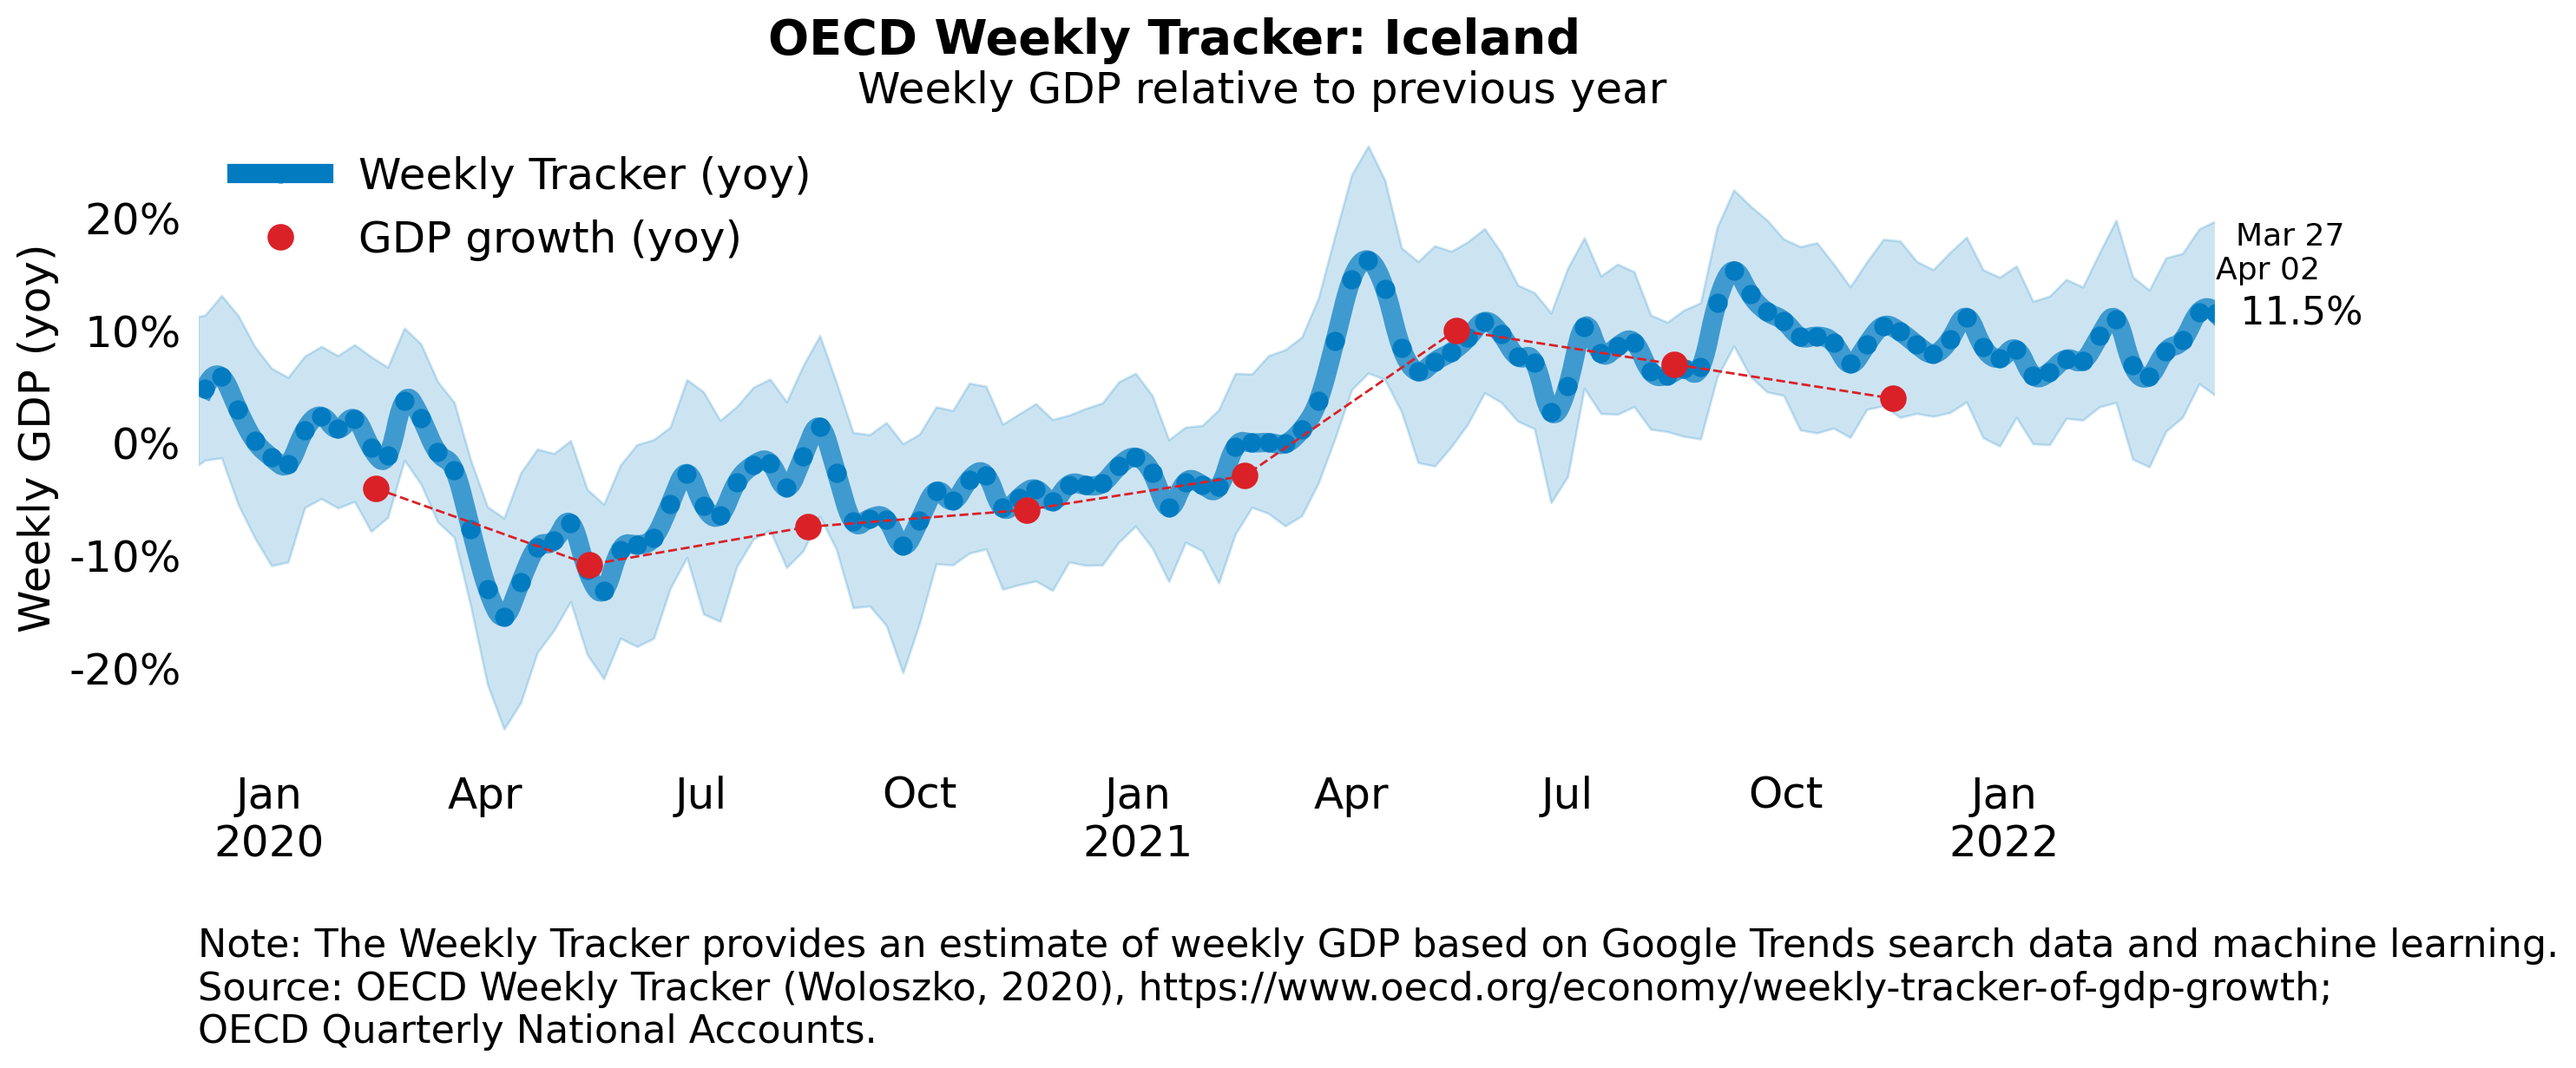 OECD Weekly Tracker: Iceland
Weekly GDP relative to previous year
Weekly Tracker (yoy)
GDP growth (yoy)
Weekly GDP (yoy)
20%
10%
0%
-10%
-20%
Mar 27
Apr 02
11.5%
Jan Apr Jul Oct Jan Apr Jul Oct Jan
2020 2021 2022
Note: The Weekly Tracker provides an estimate of weekly GDP based on Google Trends search data and machine learning.
Source: OECD Weekly Tracker (Woloszko, 2020), https://www.oecd.org/economy/weekly-tracker-of-gdp-growth;
OECD Quarterly National Accounts.